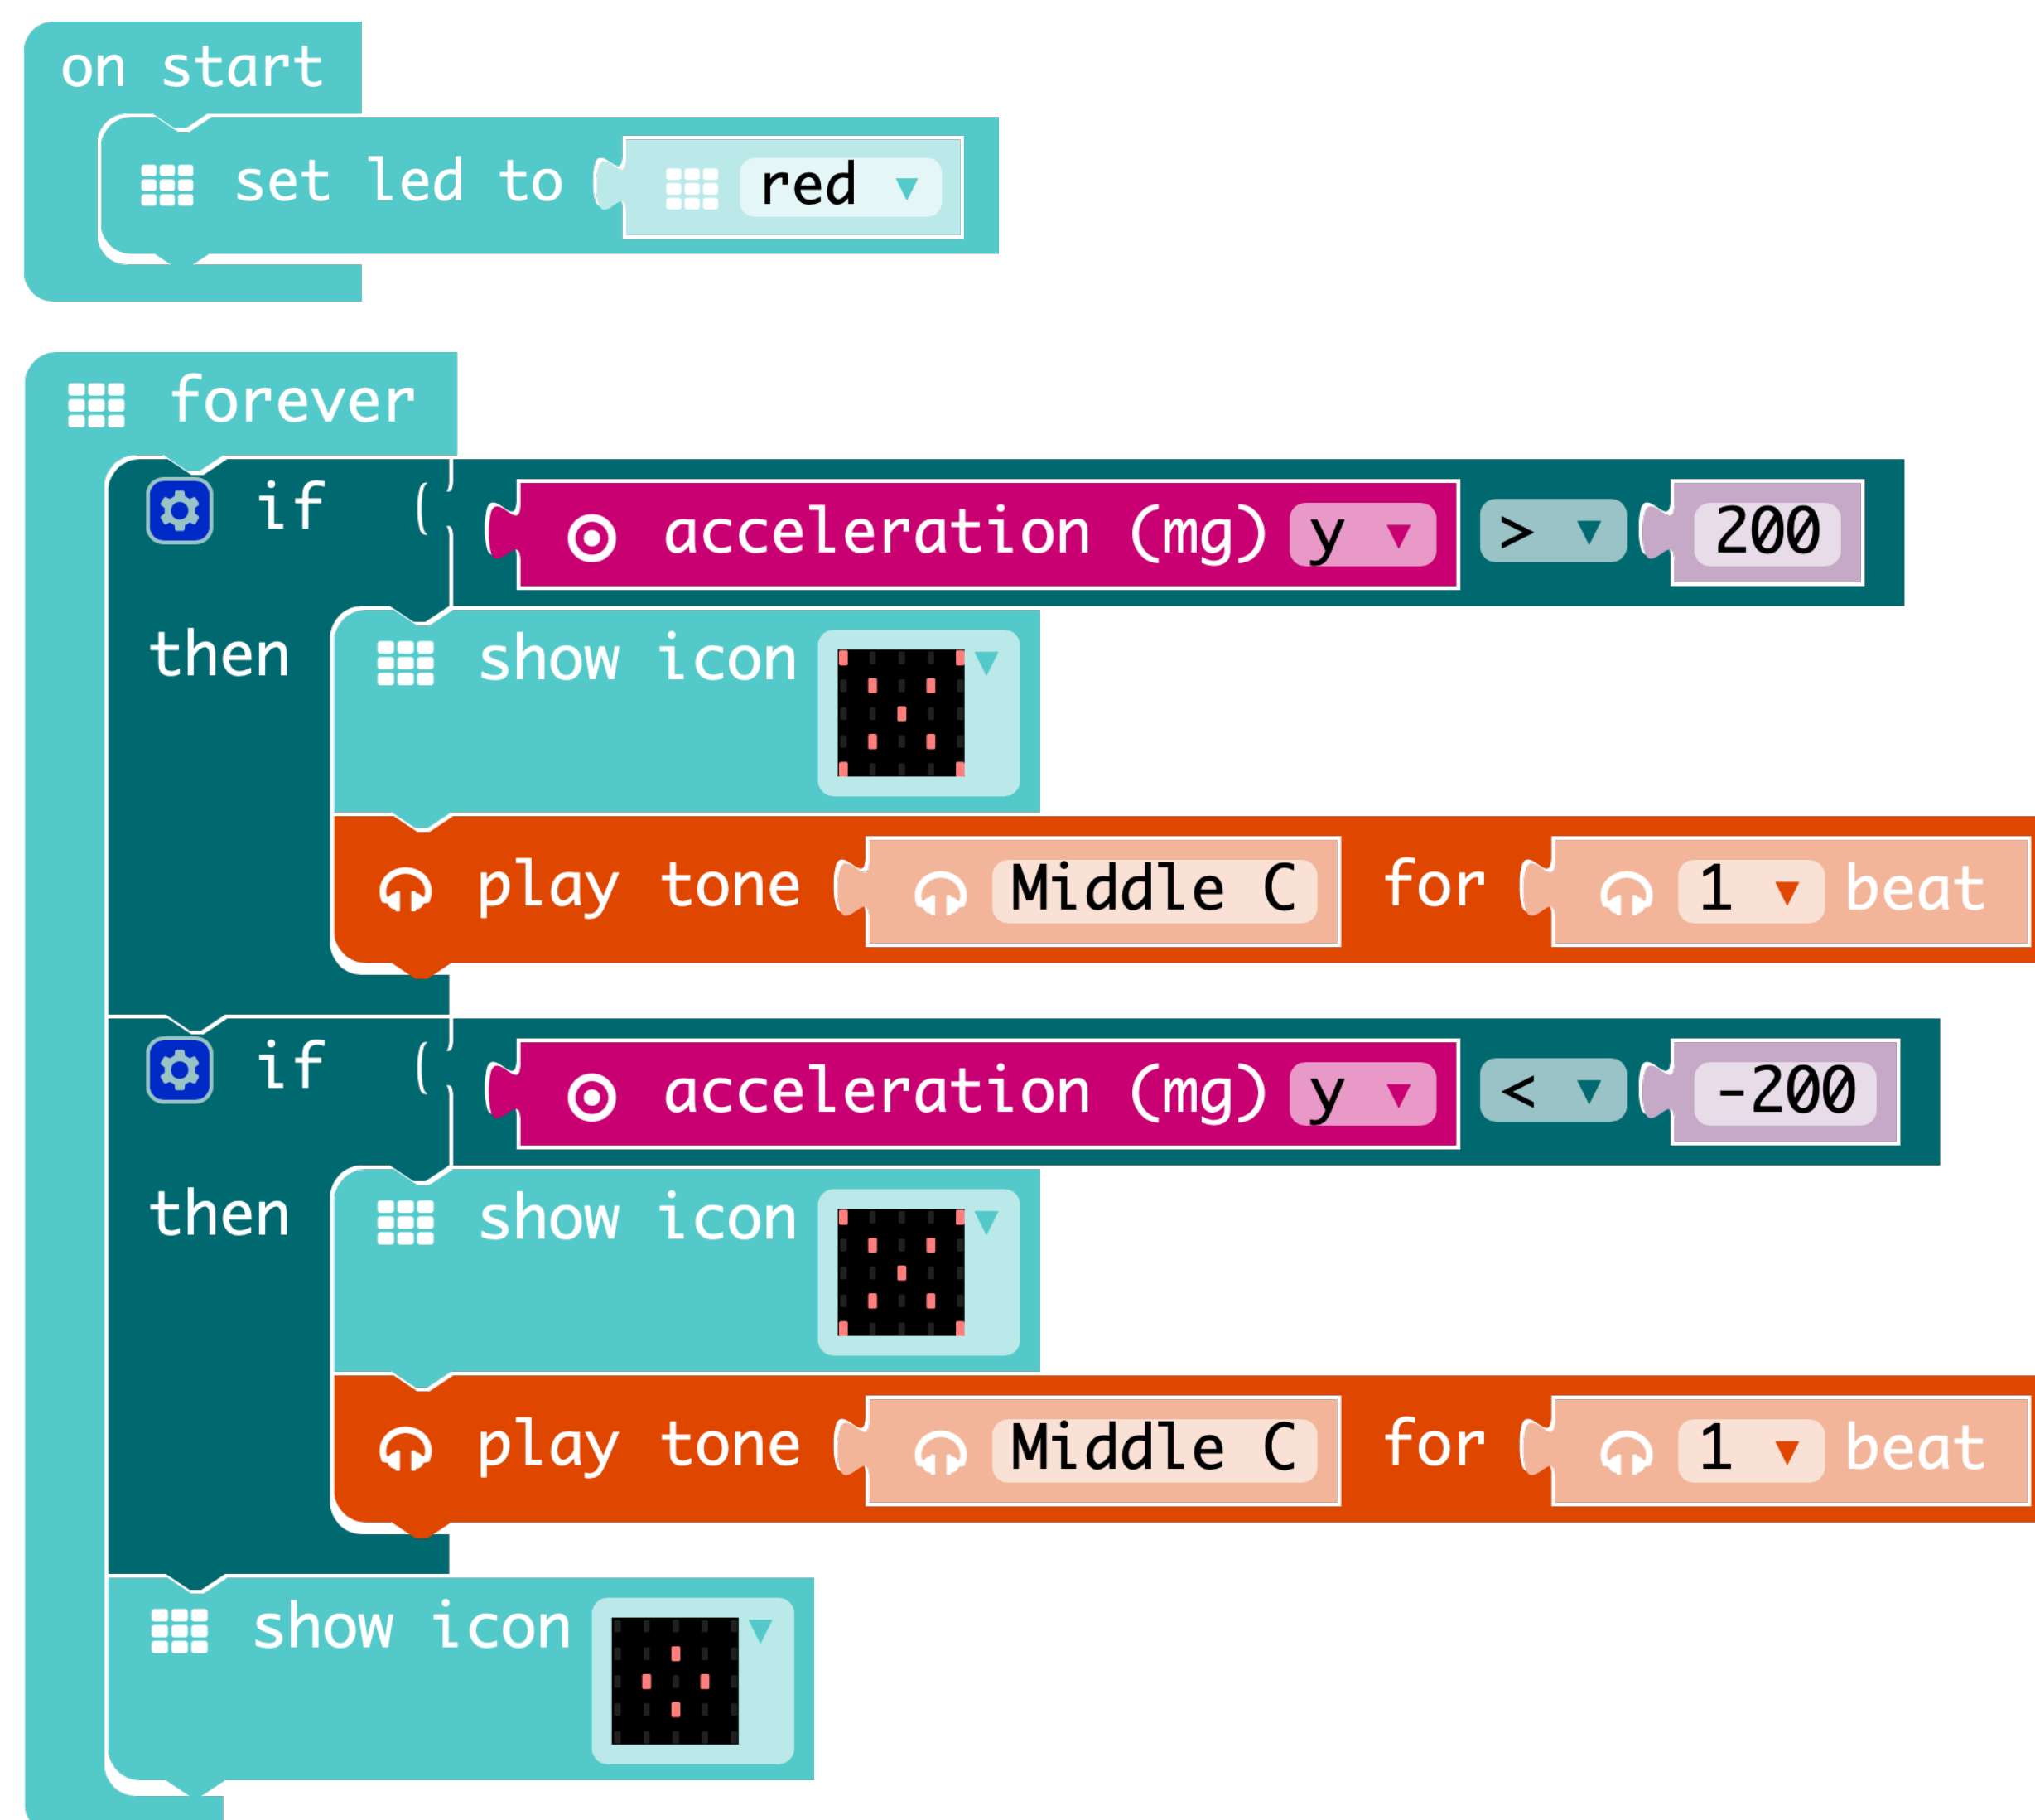 on start
set led to red
forever
if acceleration (mg) y > 200
then show icon
play tone Middle C for 1 beat
if acceleration (mg) y < -200
then show icon
play tone Middle C for 1 beat
show icon